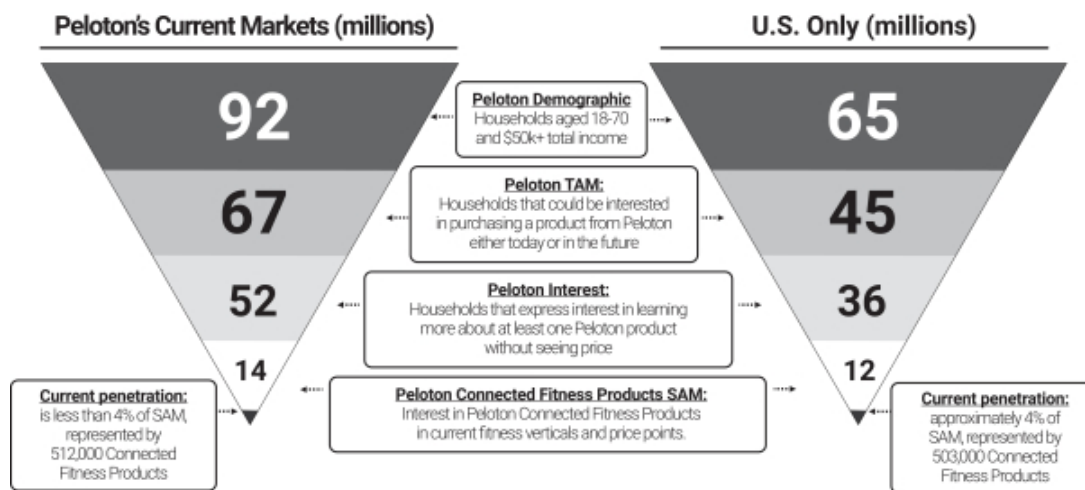 Peloton's Current Markets (millions)
U.S. Only (millions)
92
65
Peloton Demographic
Households aged 18-70
and $50k+ total income
67
45
Peloton TAM:
Households that could be interested
in purchasing a product from Peloton
either today or in the future
52
36
Peloton Interest:
Households that express interest in learning
more about at least one Peloton product
without seeing price
14
12
Peloton Connected Fitness Products SAM:
Interest in Peloton Connected Fitness Products
in current fitness verticals and price points.
Current penetration:
is less than 4% of SAM,
represented by
512,000 Connected
Fitness Products
Current penetration:
approximately 4% of
SAM, represented by
503,000 Connected
Fitness Products